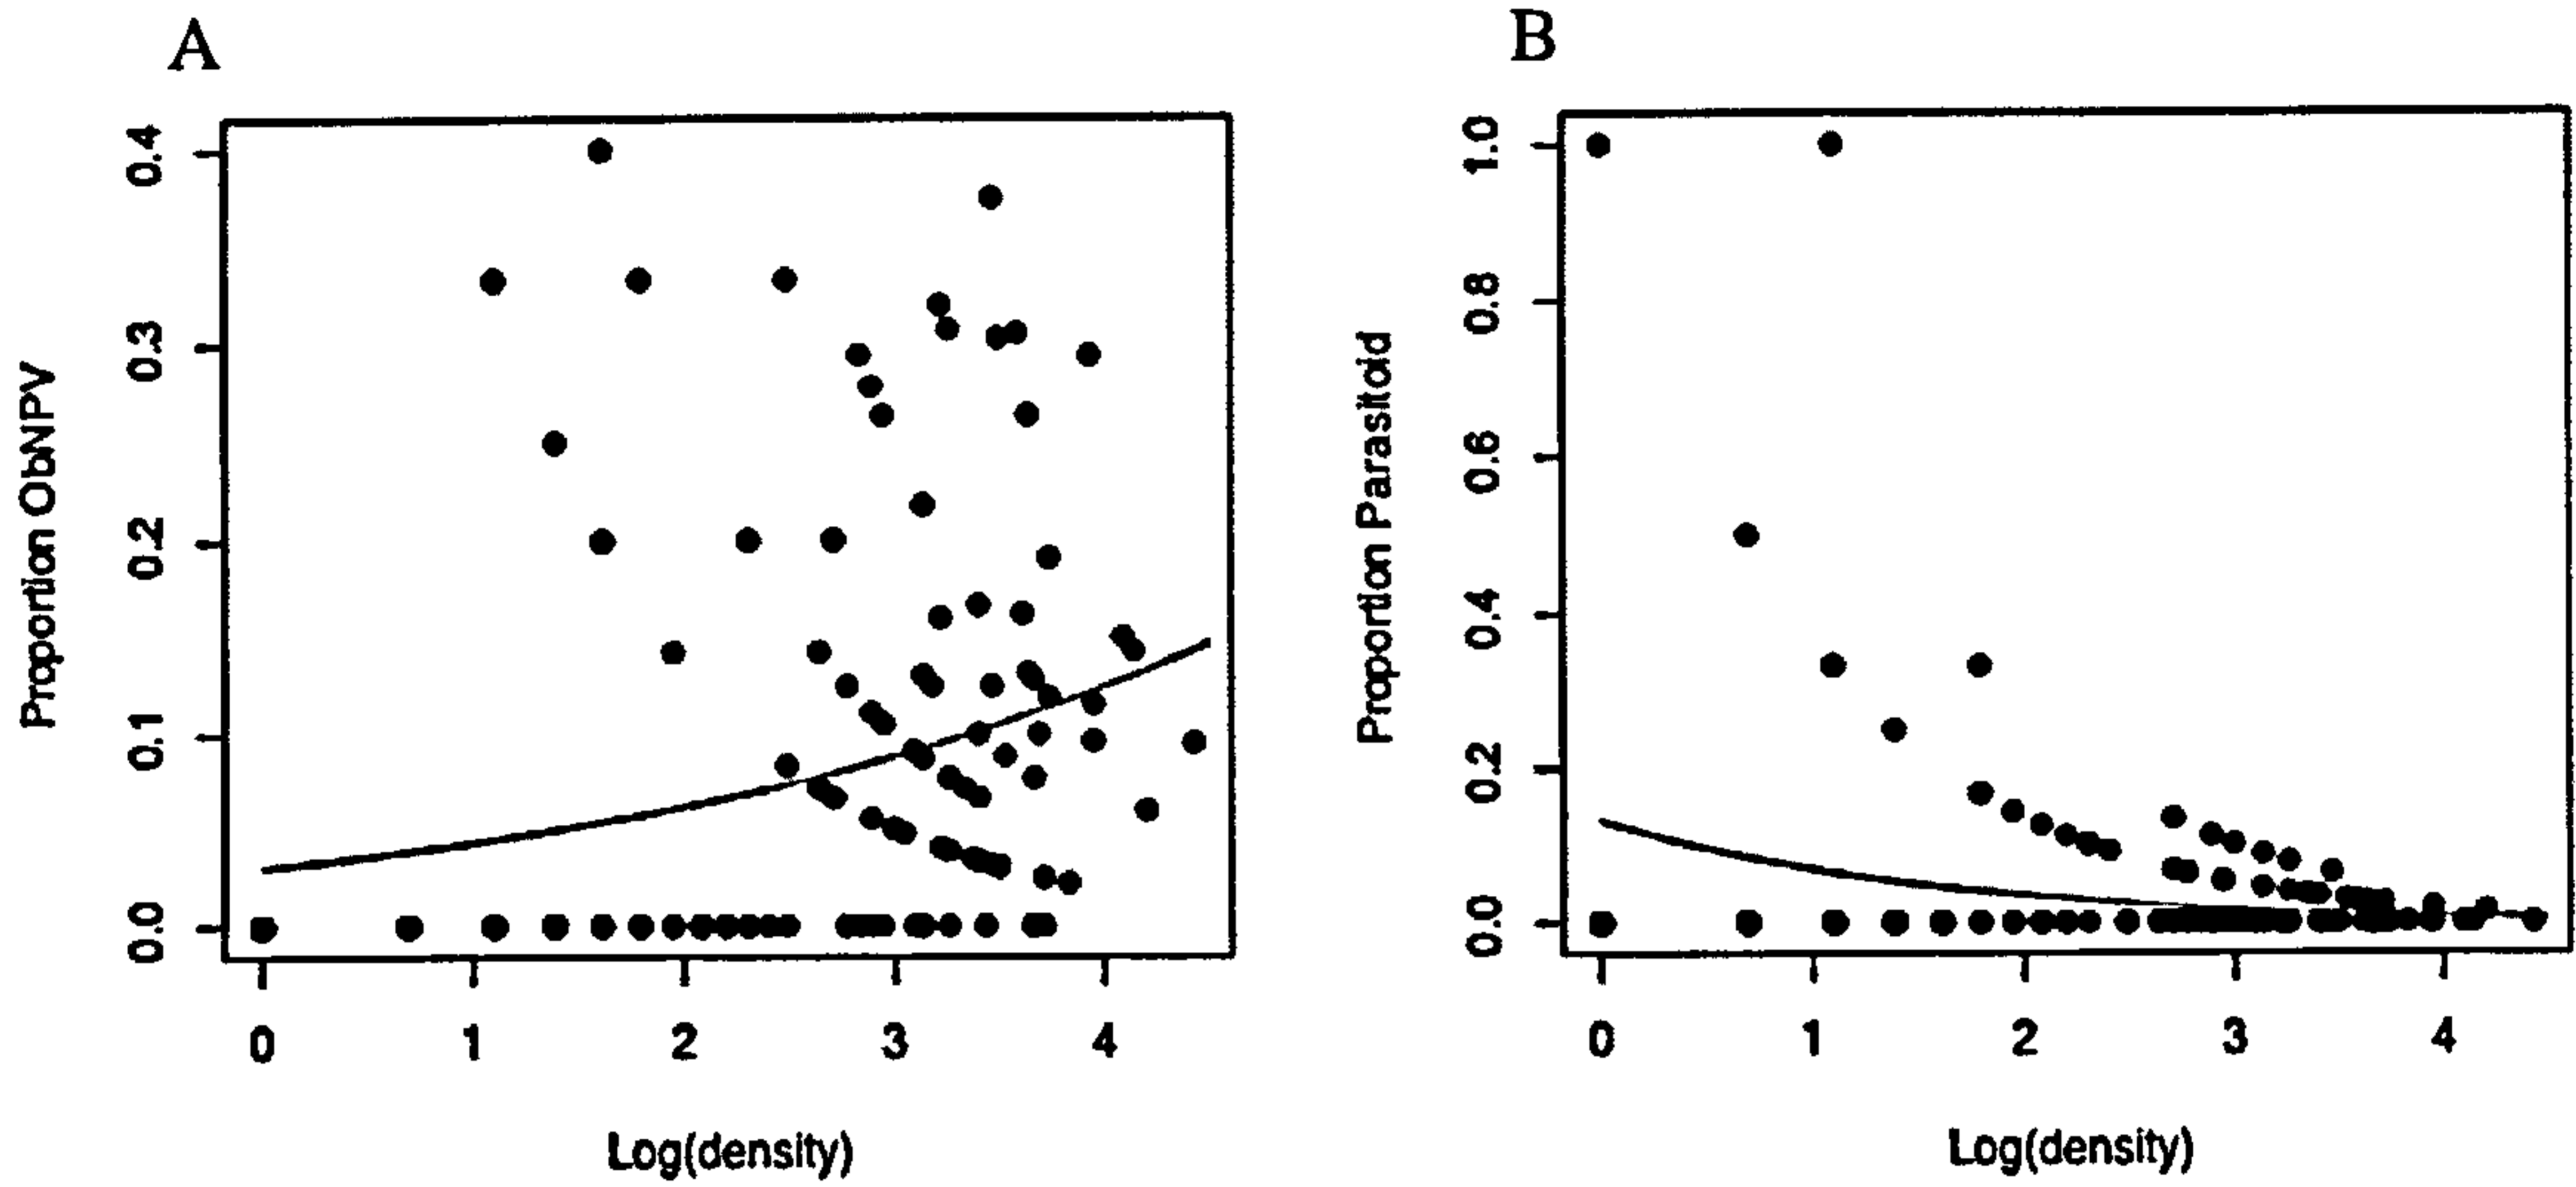 A
Proportion ObNPV
0.4
0.3
0.2
0.1
0.0
0 1 2 3 4
Log(density)
B
Proportion Parasitoid
1.0
0.8
0.6
0.4
0.2
0.0
0 1 2 3 4
Log(density)